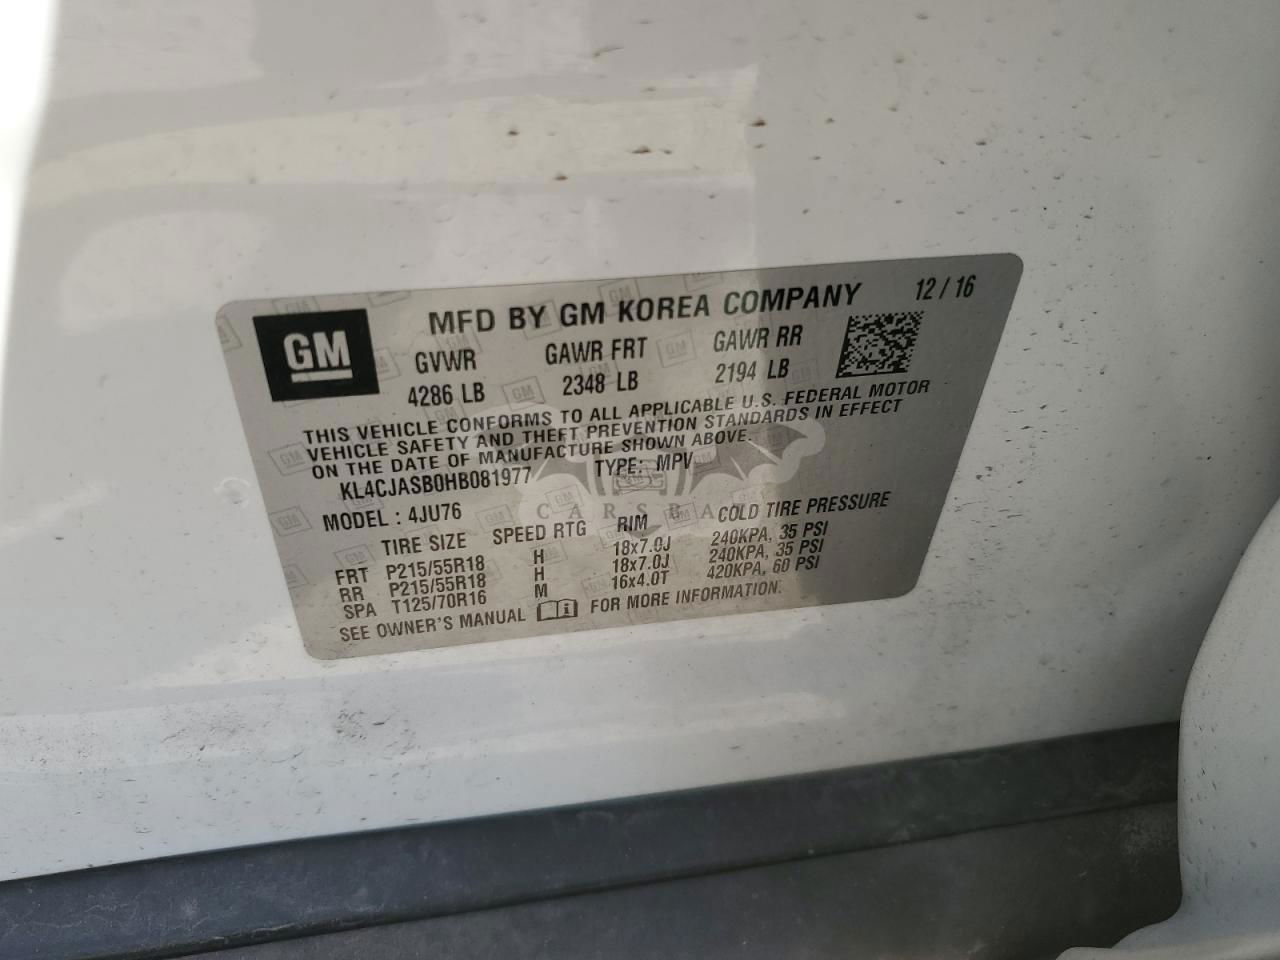 GM
MFD BY GM KOREA COMPANY 12 / 16
GVWR GAWR FRT GAWR RR
4286 LB 2348 LB 2194 LB
THIS VEHICLE CONFORMS TO ALL APPLICABLE U.S. FEDERAL MOTOR
VEHICLE SAFETY AND THEFT PREVENTION STANDARDS IN EFFECT
ON THE DATE OF MANUFACTURE SHOWN ABOVE.
KL4CJASB0HB081977 TYPE: MPV
MODEL : 4JU76
TIRE SIZE SPEED RTG RIM COLD TIRE PRESSURE
FRT P215/55R18 H 18x7.0J 240KPA, 35 PSI
RR P215/55R18 H 18x7.0J 240KPA, 35 PSI
SPA T125/70R16 M 16x4.0T 420KPA, 60 PSI
SEE OWNER'S MANUAL FOR MORE INFORMATION.